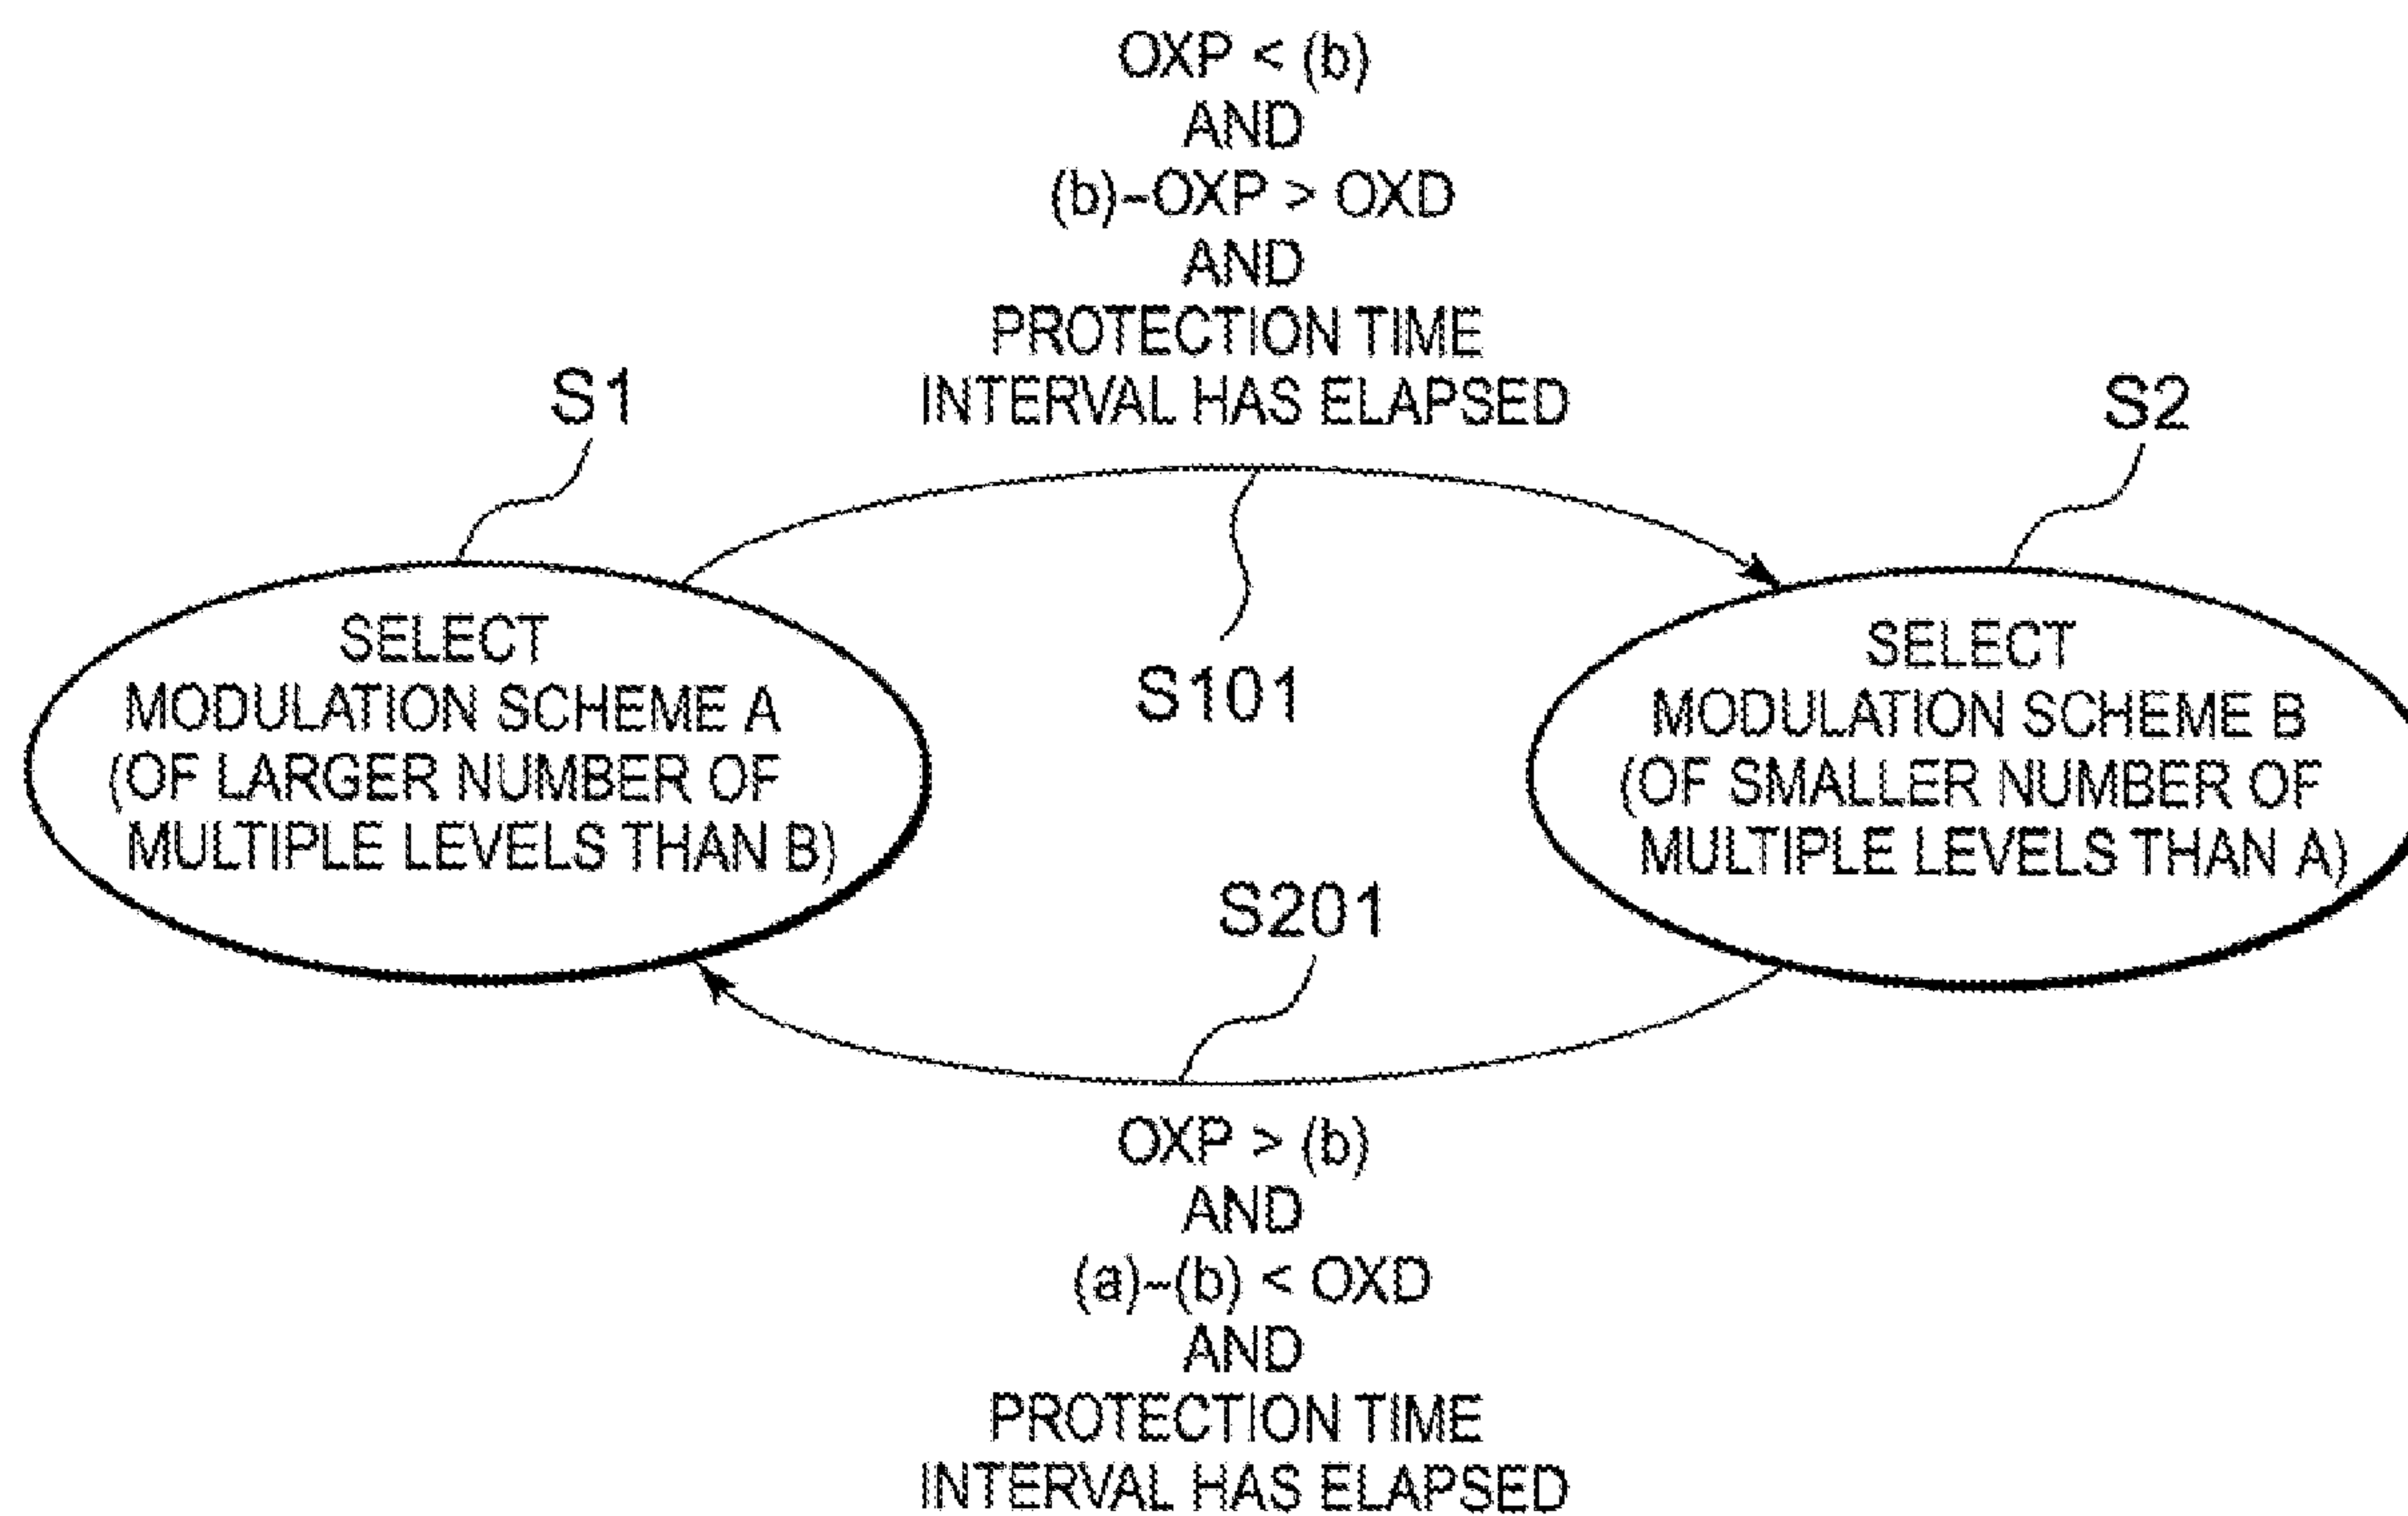 OXP < (b)
AND
(b)-OXP > OXD
AND
PROTECTION TIME
INTERVAL HAS ELAPSED
S1
S2
SELECT
MODULATION SCHEME A
(OF LARGER NUMBER OF
MULTIPLE LEVELS THAN B)
S101
SELECT
MODULATION SCHEME B
(OF SMALLER NUMBER OF
MULTIPLE LEVELS THAN A)
S201
OXP > (b)
AND
(a)-(b) < OXD
AND
PROTECTION TIME
INTERVAL HAS ELAPSED